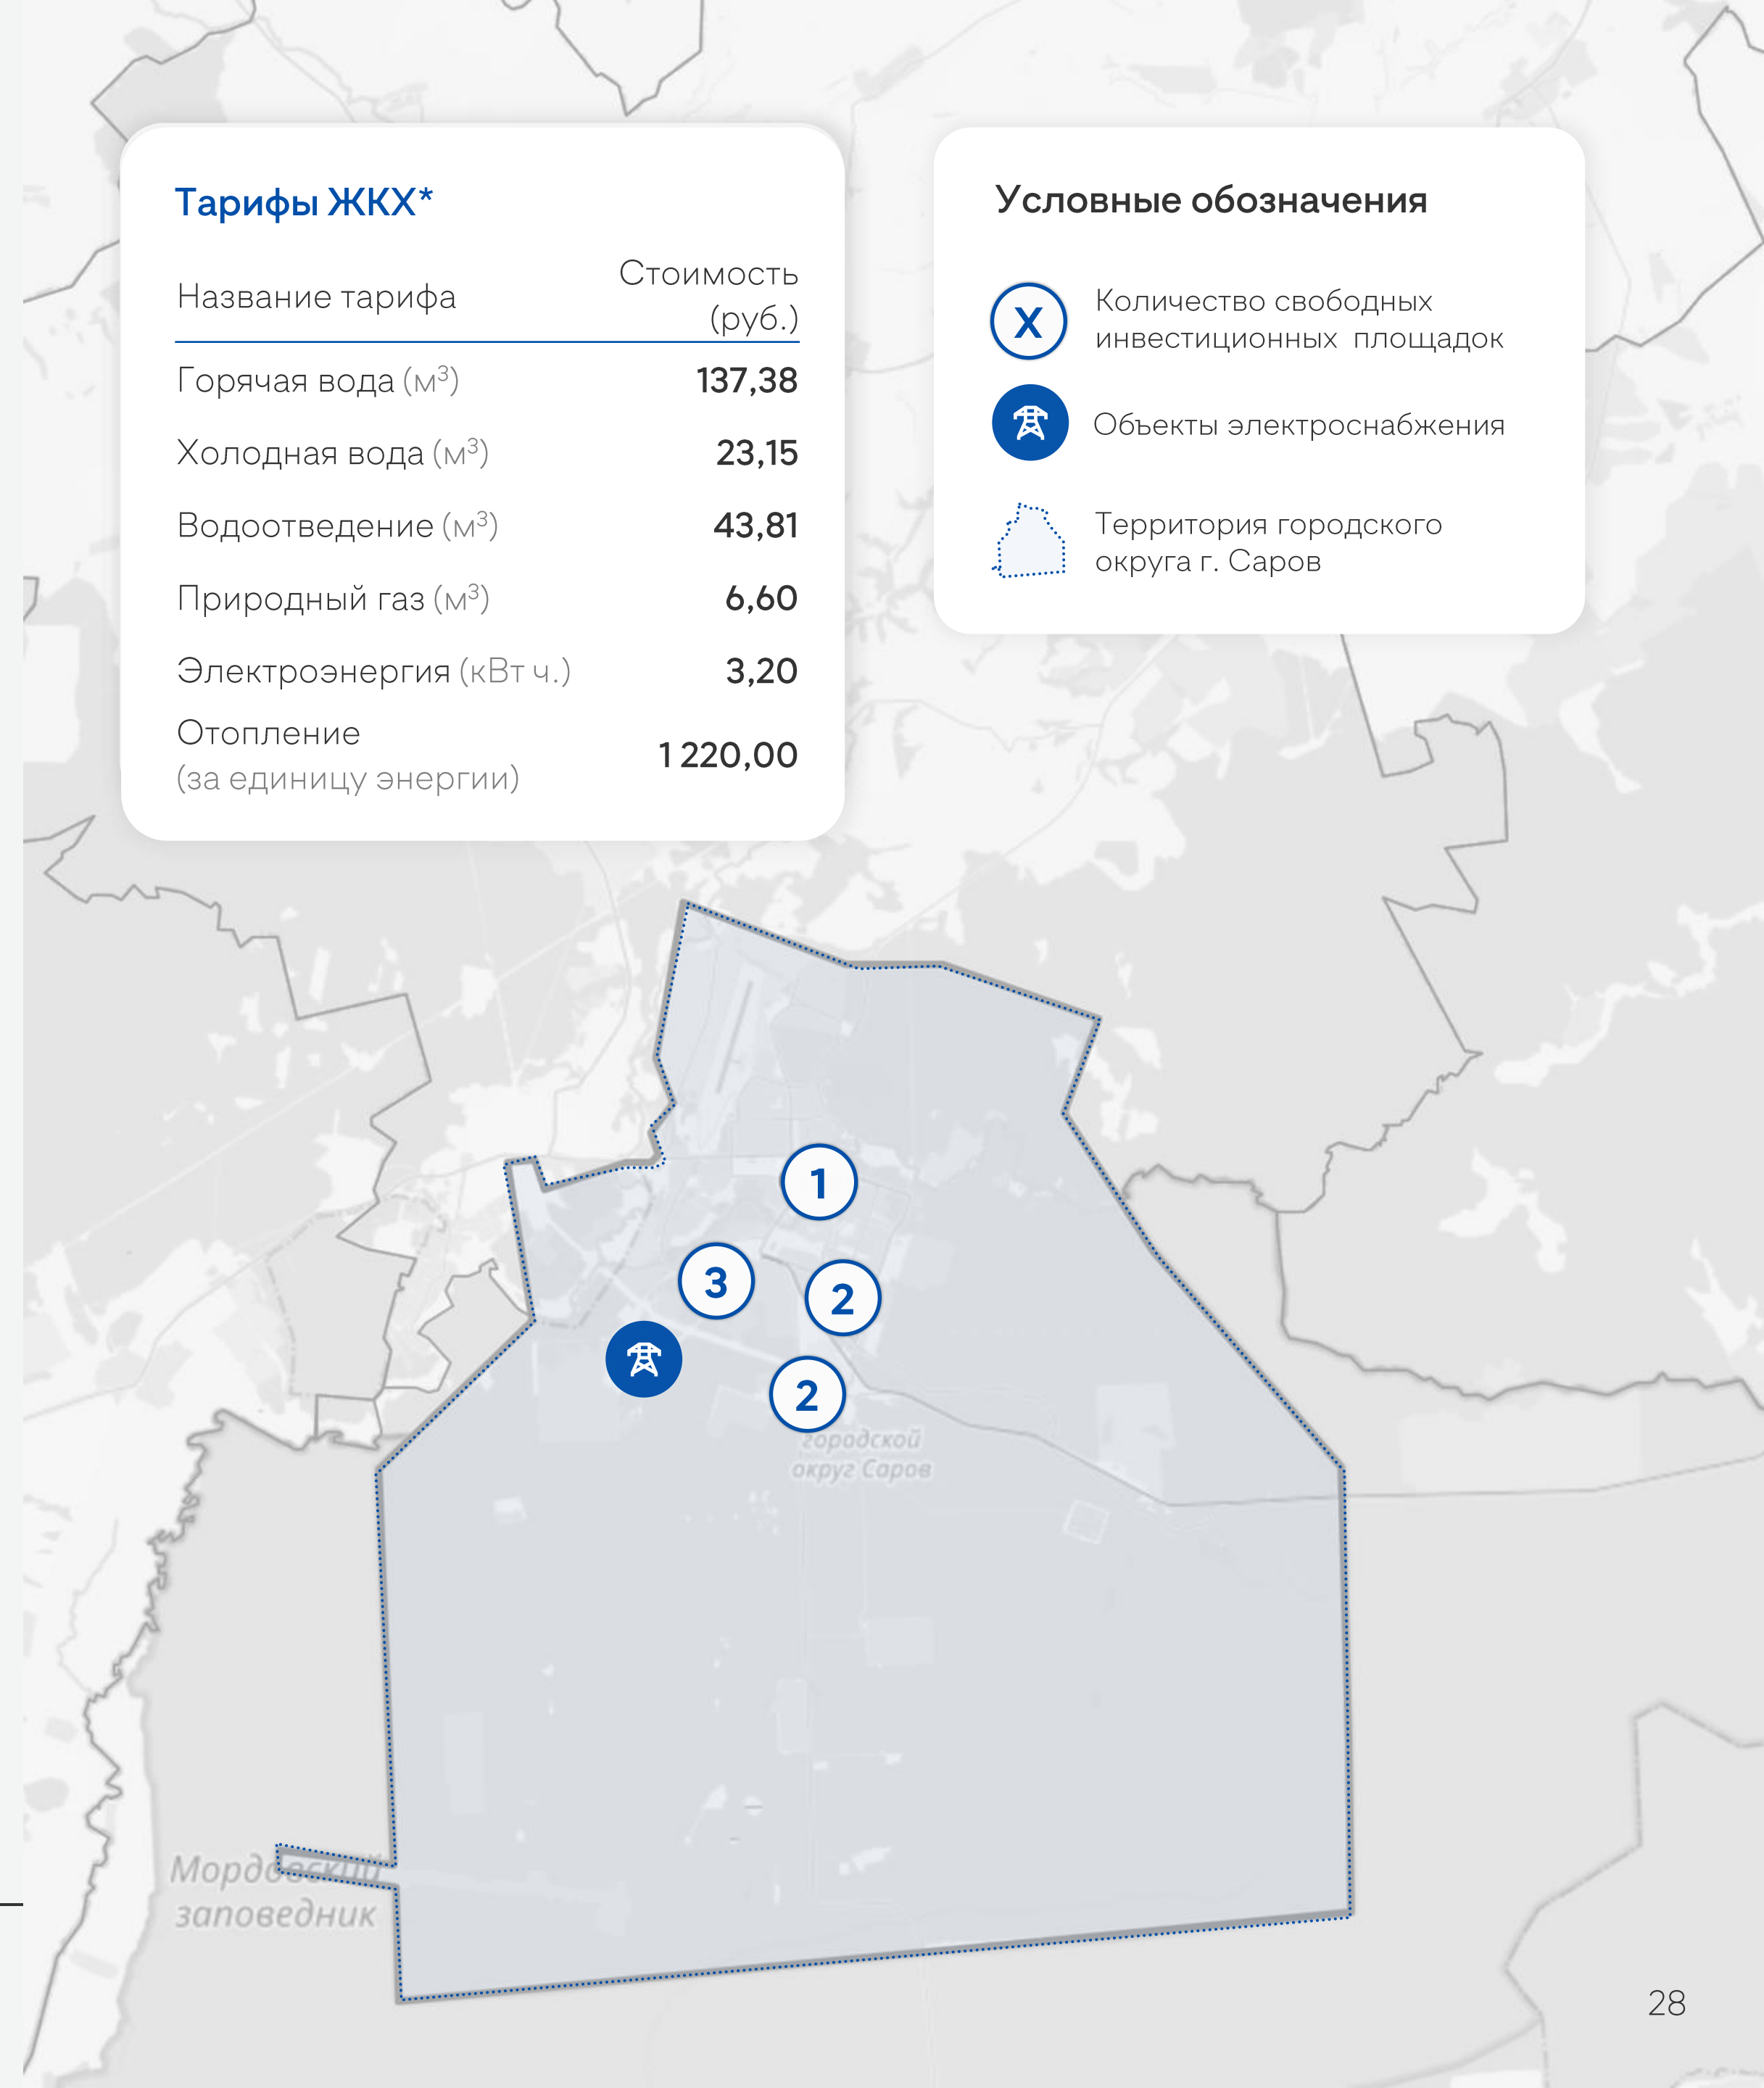 Тарифы ЖКХ*
Название тарифа
Стоимость
(руб.)
Горячая вода (м³) 137,38
Холодная вода (м³) 23,15
Водоотведение (м³) 43,81
Природный газ (м³) 6,60
Электроэнергия (кВт ч.) 3,20
Отопление
(за единицу энергии)
1 220,00
Условные обозначения
X
Количество свободных
инвестиционных площадок
Объекты электроснабжения
Территория городского
округа г. Саров
1
3
2
2
городской
округ Саров
Мордовский
заповедник
28